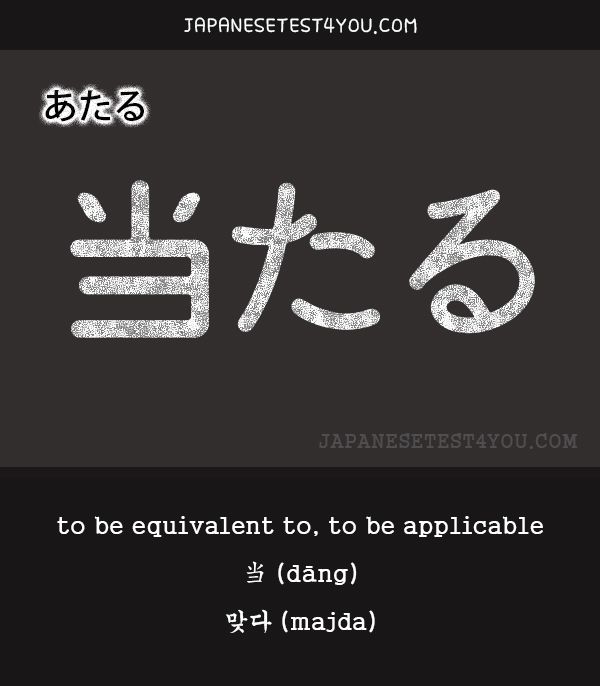 JAPANESETEST4YOU.COM
あたる
当たる
JAPANESETEST4YOU.COM
to be equivalent to, to be applicable
当 (dāng)
맞다 (majda)